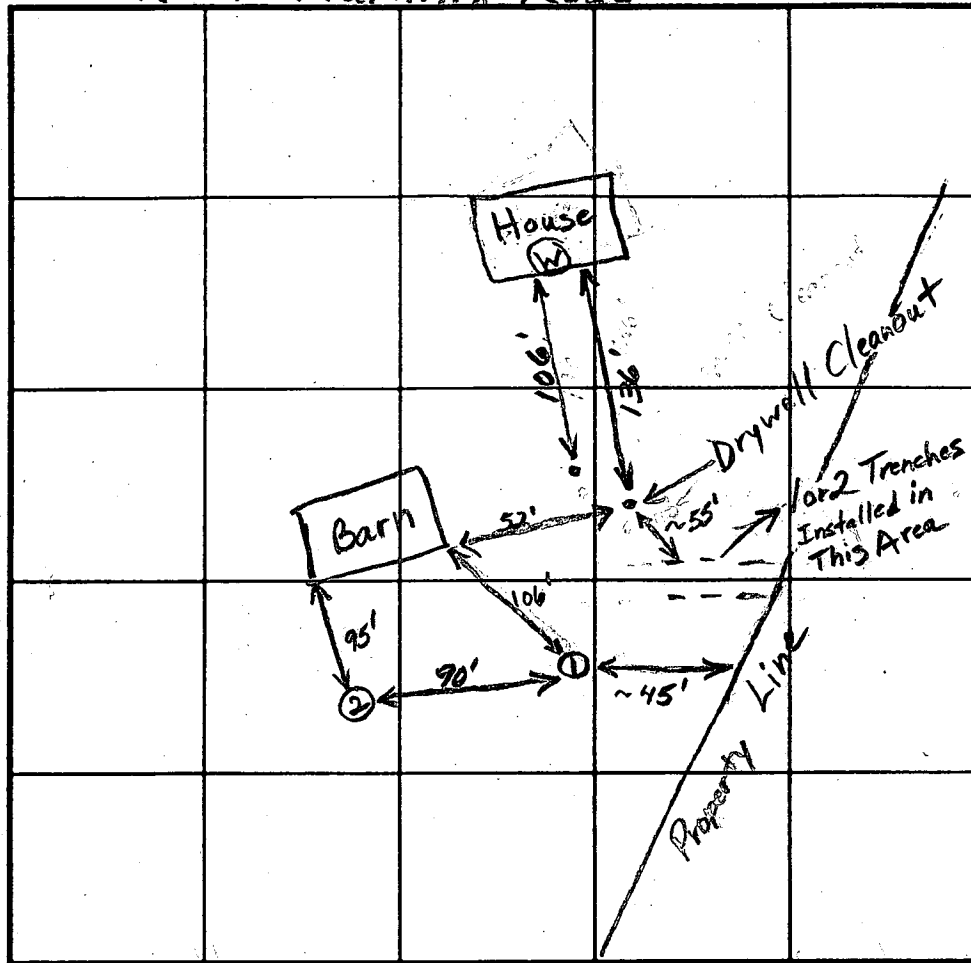 House
W
106'
136'
Drywell Cleanout
Barn
52'
~55'
1 or 2 Trenches
Installed in
This Area
106'
95'
90'
1
~45'
2
Property Line